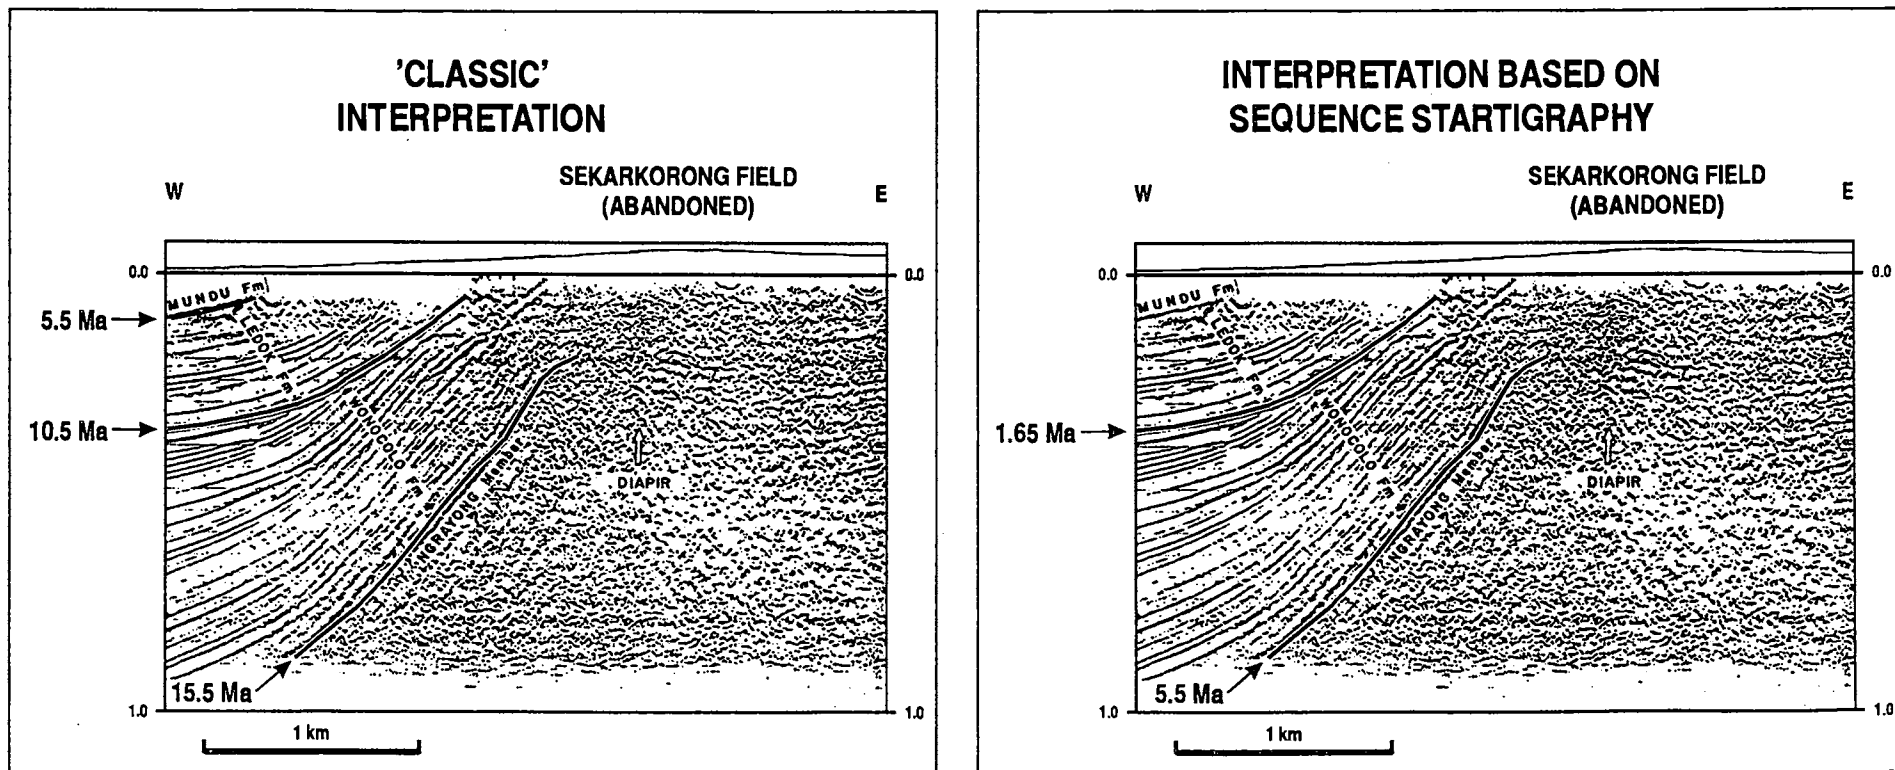 'CLASSIC'
INTERPRETATION
SEKARKORONG FIELD
(ABANDONED)
W
E
0.0
0.0
MUNDU Fm
5.5 Ma
LEDOK Fm
10.5 Ma
WONOCOLO Fm
NGRAYONG Member
DIAPIR
15.5 Ma
1.0
1.0
1 km
INTERPRETATION BASED ON
SEQUENCE STARTIGRAPHY
SEKARKORONG FIELD
(ABANDONED)
W
E
0.0
0.0
MUNDU Fm
LEDOK Fm
1.65 Ma
WONOCOLO Fm
NGRAYONG Member
DIAPIR
5.5 Ma
1.0
1.0
1 km